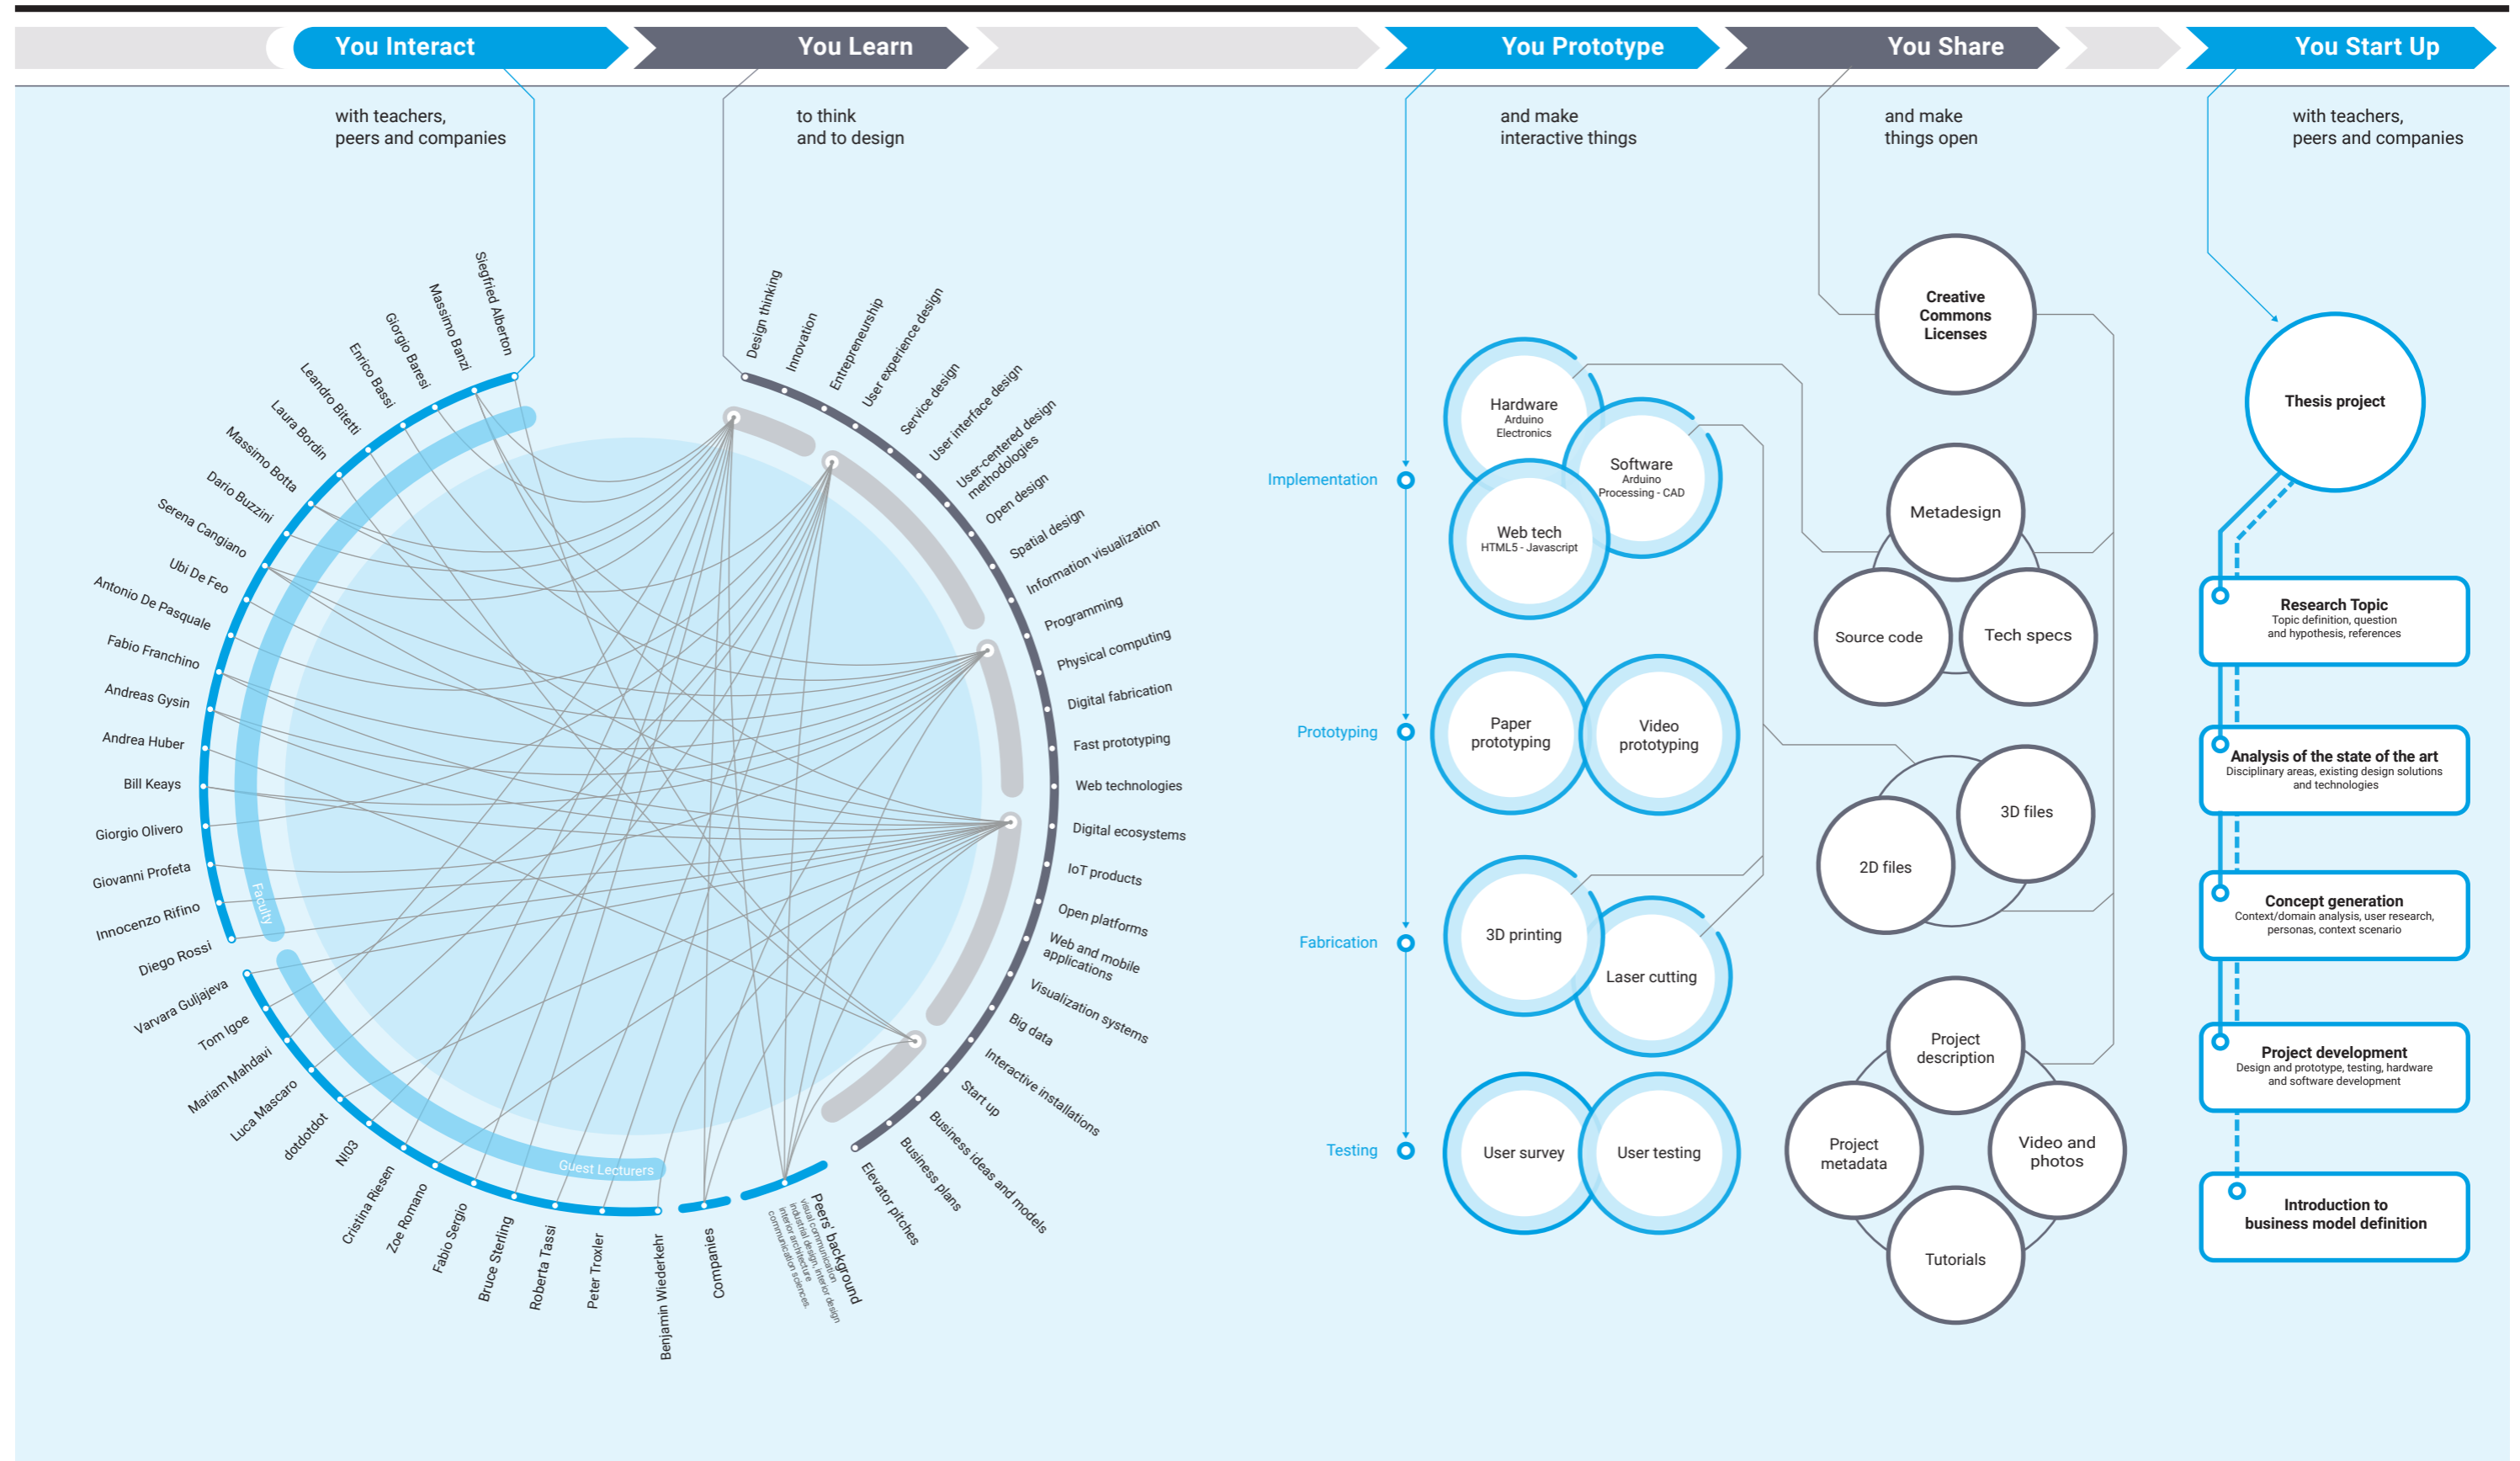 You Interact
You Learn
You Prototype
You Share
You Start Up
with teachers,
peers and companies
to think
and to design
and make
interactive things
and make
things open
with teachers,
peers and companies
Siegfried Alberton
Massimo Banzi
Giorgio Baresi
Enrico Bassi
Leandro Bitetti
Laura Bordin
Massimo Botta
Dario Buzzini
Serena Cangiano
Ubi De Feo
Antonio De Pasquale
Fabio Franchino
Andreas Gysin
Andrea Huber
Bill Keays
Giorgio Olivero
Giovanni Profeta
Innocenzo Rifino
Diego Rossi
Faculty
Varvara Guljajeva
Tom Igoe
Mariam Mahdavi
Luca Mascaro
dotdotdot
NI03
Cristina Riesen
Zoe Romano
Fabio Sergio
Bruce Sterling
Roberta Tassi
Peter Troxler
Benjamin Wiederkehr
Guest Lecturers
Companies
Peers' background
visual communication
industrial design, interior design
interior architecture
communication sciences.
Design thinking
Innovation
Entrepreneurship
User experience design
Service design
User interface design
User-centered design
methodologies
Open design
Spatial design
Information visualization
Programming
Physical computing
Digital fabrication
Fast prototyping
Web technologies
Digital ecosystems
IoT products
Open platforms
Web and mobile
applications
Visualization systems
Big data
Interactive installations
Start up
Business ideas and models
Business plans
Elevator pitches
Implementation
Hardware
Arduino
Electronics
Software
Arduino
Processing - CAD
Web tech
HTML5 - Javascript
Prototyping
Paper
prototyping
Video
prototyping
Fabrication
3D printing
Laser cutting
Testing
User survey
User testing
Creative
Commons
Licenses
Metadesign
Source code
Tech specs
3D files
2D files
Project
description
Project
metadata
Video and
photos
Tutorials
Thesis project
Research Topic
Topic definition, question
and hypothesis, references
Analysis of the state of the art
Disciplinary areas, existing design solutions
and technologies
Concept generation
Context/domain analysis, user research,
personas, context scenario
Project development
Design and prototype, testing, hardware
and software development
Introduction to
business model definition